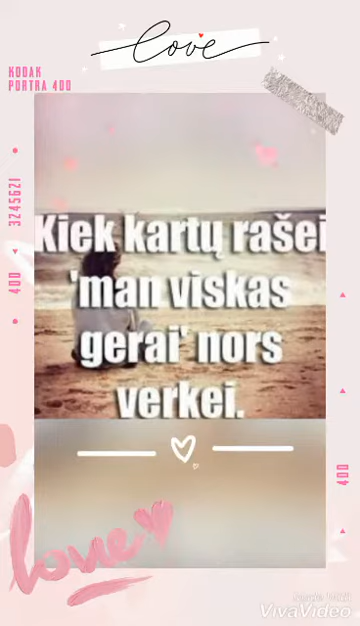 love
KODAK
PORTRA 400
400 3245621
Kiek kartų rašei
'man viskas
gerai' nors
verkei.
400
love
VivaVideo